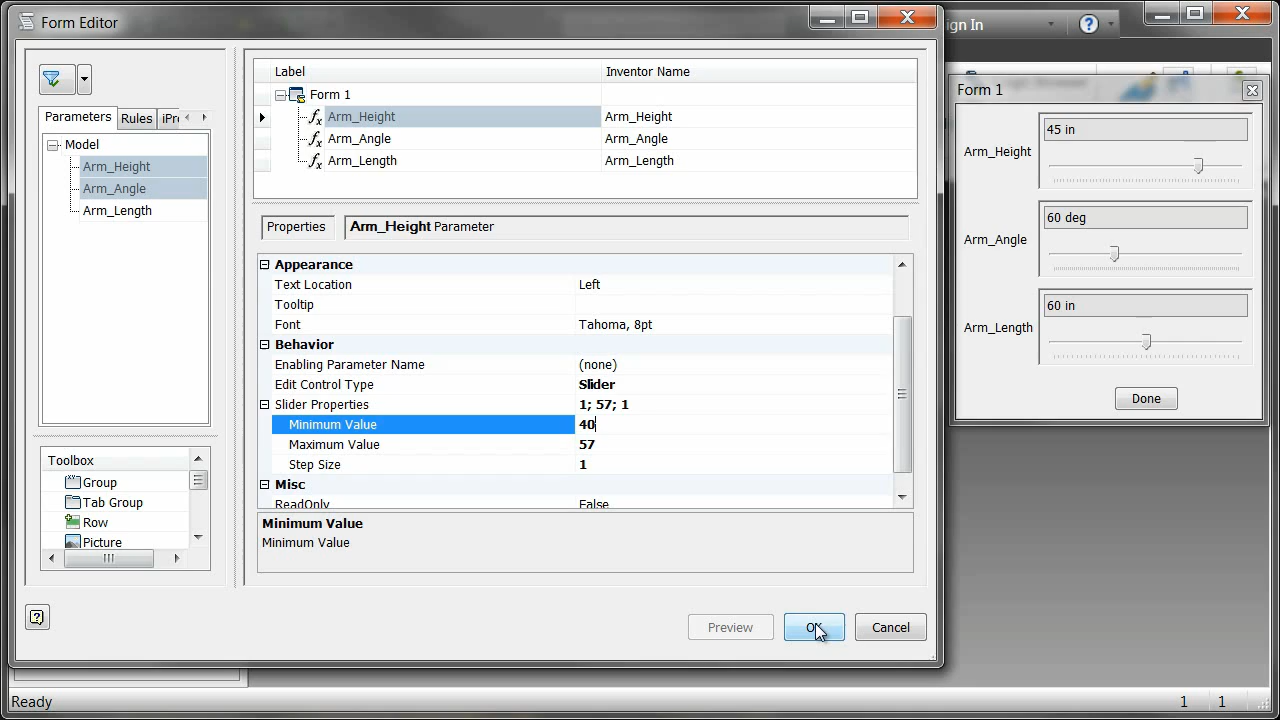 Form Editor
gn In
Parameters
Rules
iPr
Model
Arm_Height
Arm_Angle
Arm_Length
Toolbox
Group
Tab Group
Row
Picture
Label Inventor Name
Form 1
Arm_Height Arm_Height
Arm_Angle Arm_Angle
Arm_Length Arm_Length
Properties Arm_Height Parameter
Appearance
Text Location Left
Tooltip
Font Tahoma, 8pt
Behavior
Enabling Parameter Name (none)
Edit Control Type Slider
Slider Properties 1; 57; 1
Minimum Value 40
Maximum Value 57
Step Size 1
Misc
ReadOnly False
Minimum Value
Minimum Value
Preview OK Cancel
Form 1
45 in
Arm_Height
60 deg
Arm_Angle
60 in
Arm_Length
Done
Ready 1 1